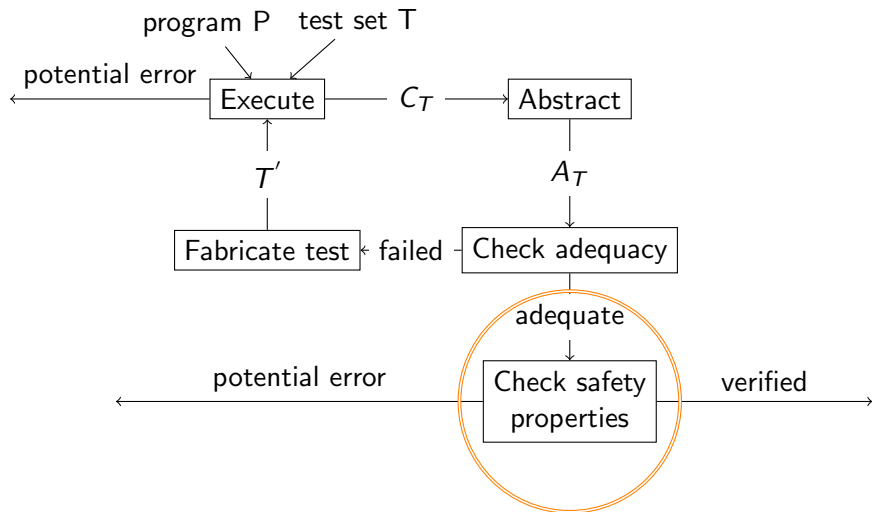 program P
test set T
potential error
Execute
C_T
Abstract
T′
A_T
Fabricate test
failed
Check adequacy
adequate
potential error
Check safety
properties
verified